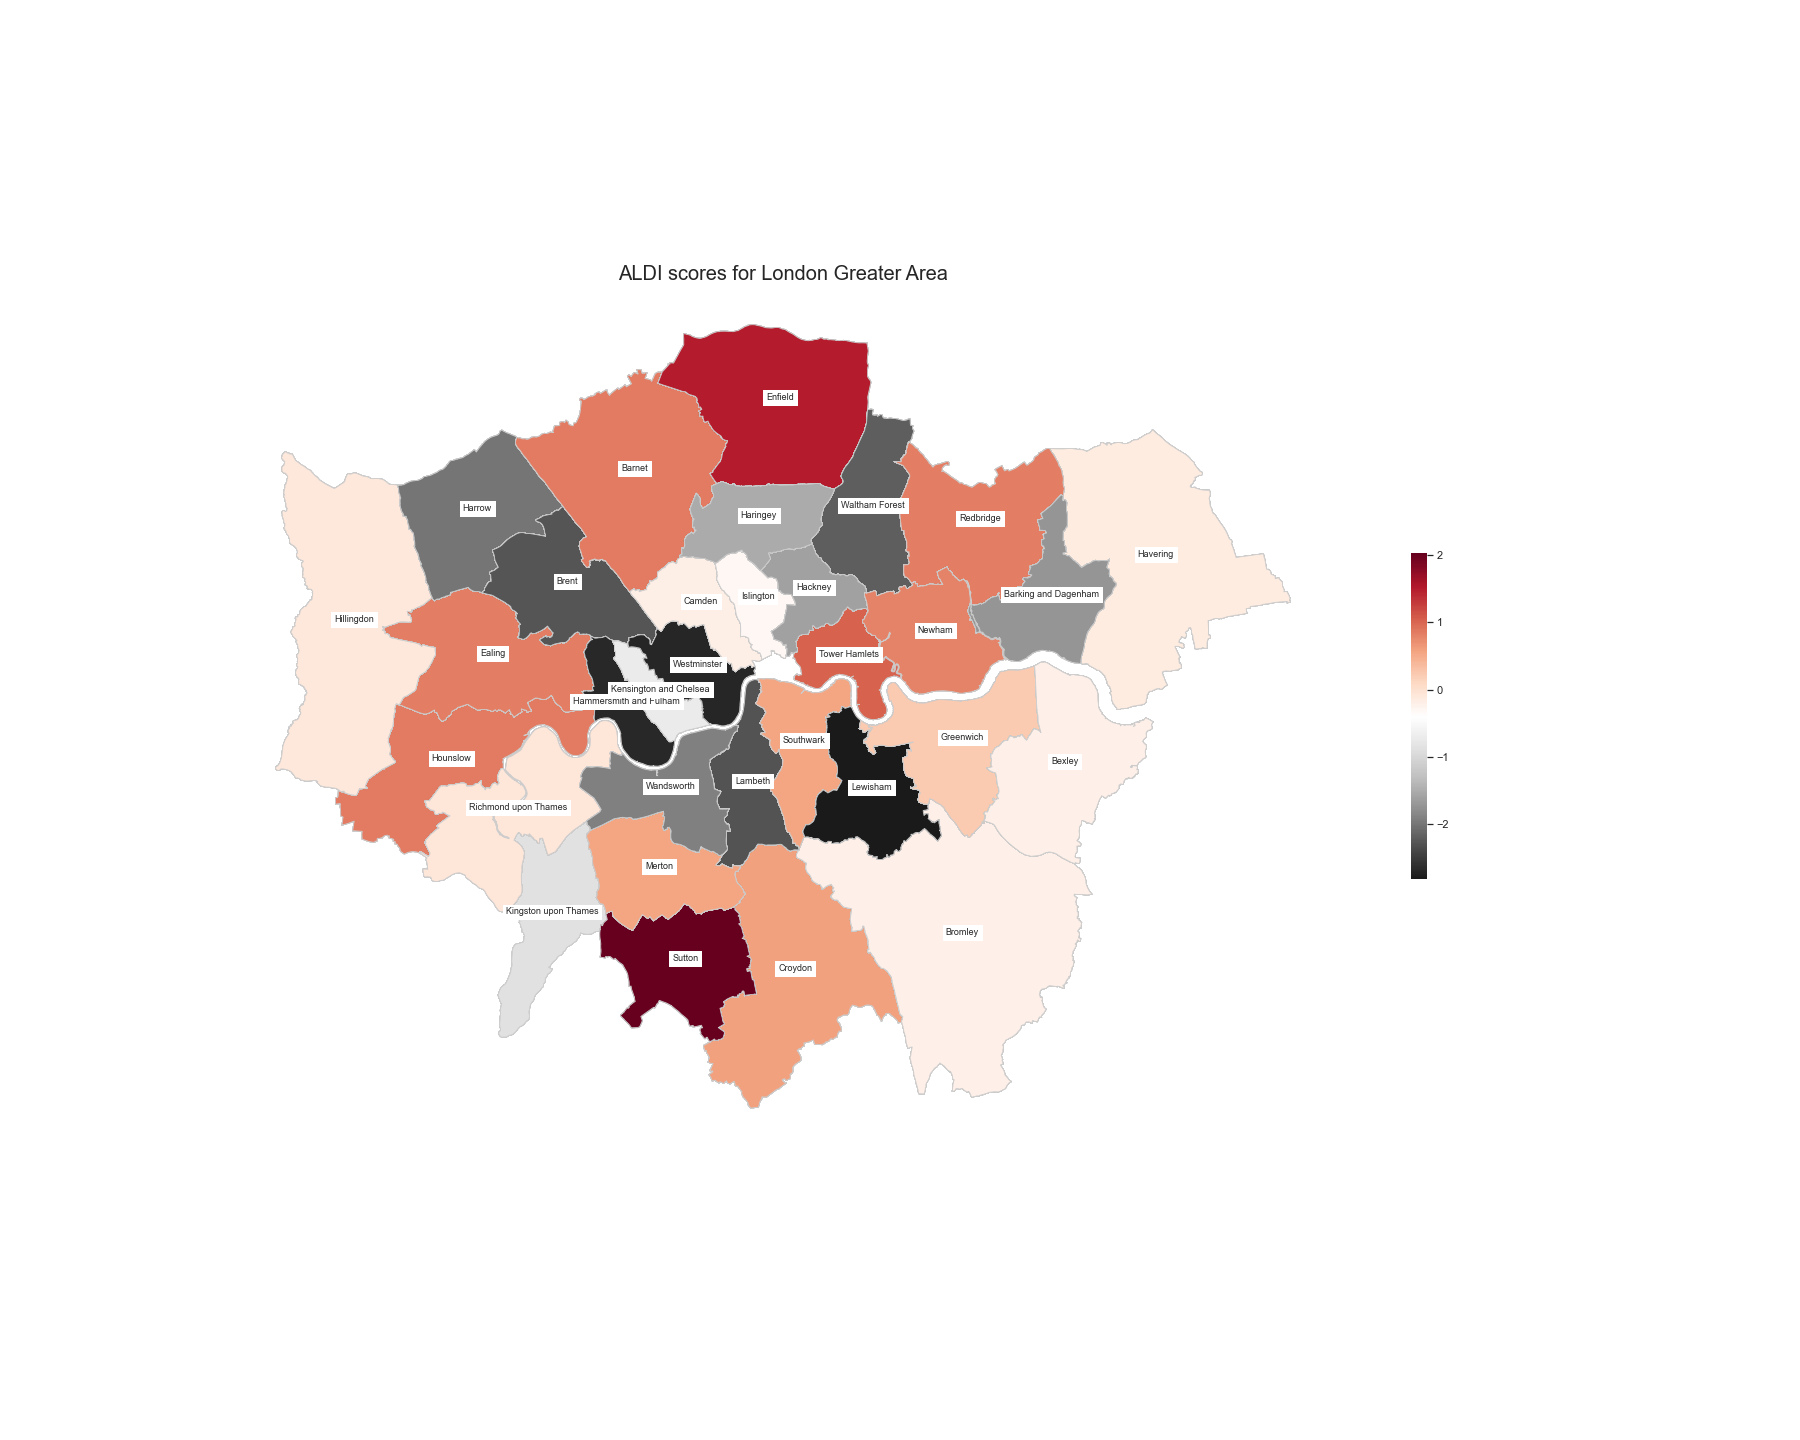 ALDI scores for London Greater Area
Enfield
Barnet
Harrow
Waltham Forest
Haringey
Redbridge
Havering
Brent
Hackney
Barking and Dagenham
Islington
Camden
Hillingdon
Newham
Ealing
Tower Hamlets
Westminster
Kensington and Chelsea
Hammersmith and Fulham
Greenwich
Southwark
Hounslow
Bexley
Lambeth
Wandsworth
Lewisham
Richmond upon Thames
Merton
Kingston upon Thames
Bromley
Sutton
Croydon
2
1
0
−1
−2